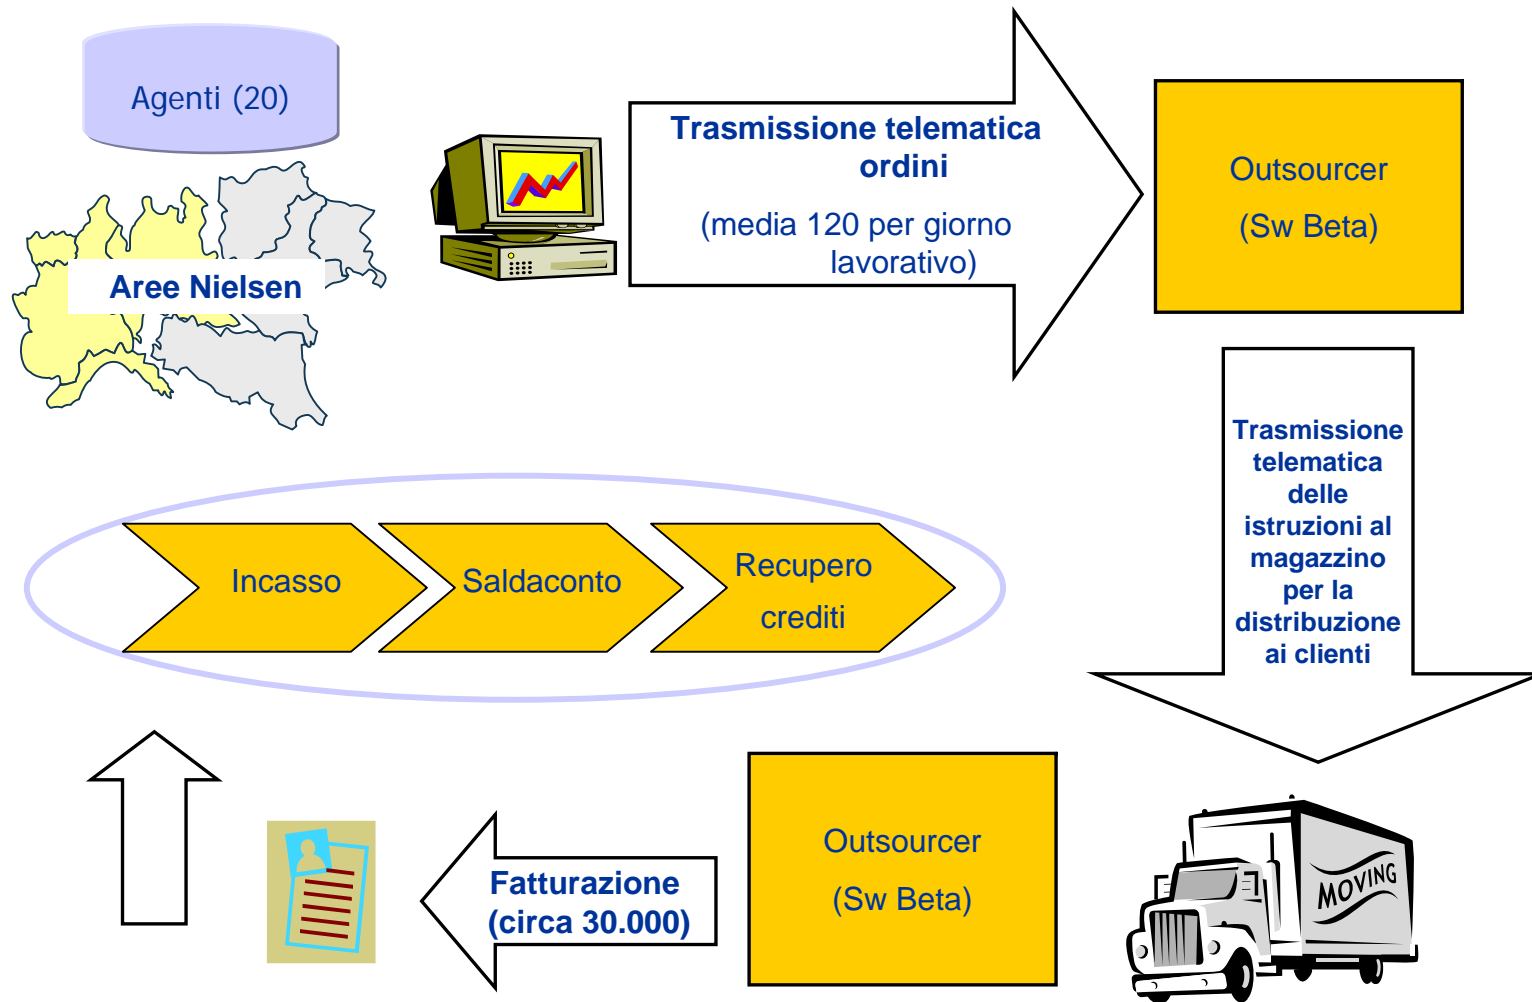 Agenti (20)
Aree Nielsen
Trasmissione telematica
ordini
(media 120 per giorno
lavorativo)
Outsourcer
(Sw Beta)
Trasmissione
telematica
delle
istruzioni al
magazzino
per la
distribuzione
ai clienti
Incasso
Saldaconto
Recupero
crediti
MOVING
Outsourcer
(Sw Beta)
Fatturazione
(circa 30.000)